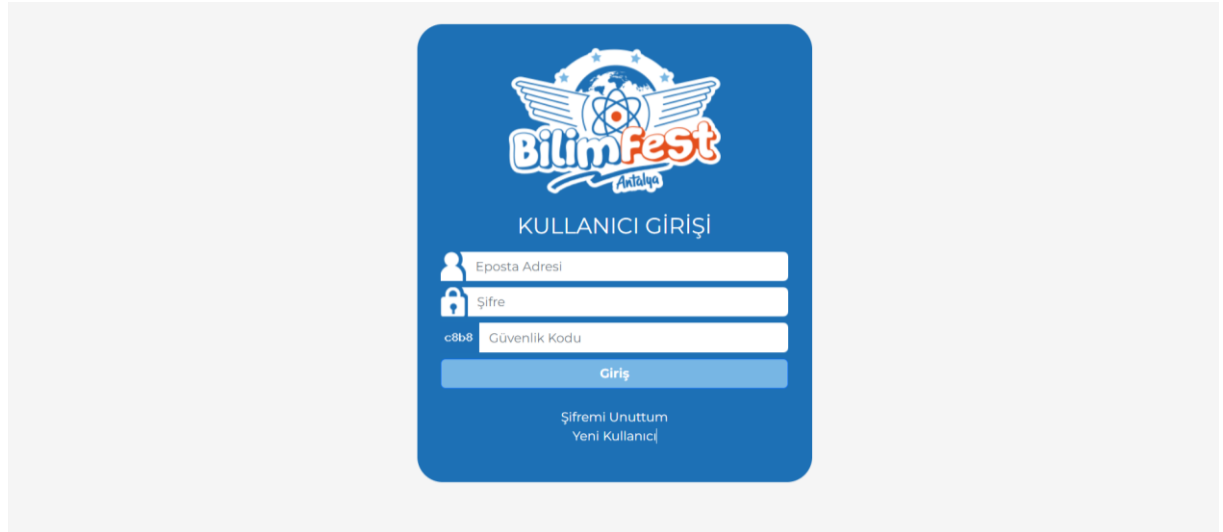 BilimFest
Antalya
KULLANICI GİRİŞİ
Eposta Adresi
Şifre
c8b8 Güvenlik Kodu
Giriş
Şifremi Unuttum
Yeni Kullanıcı